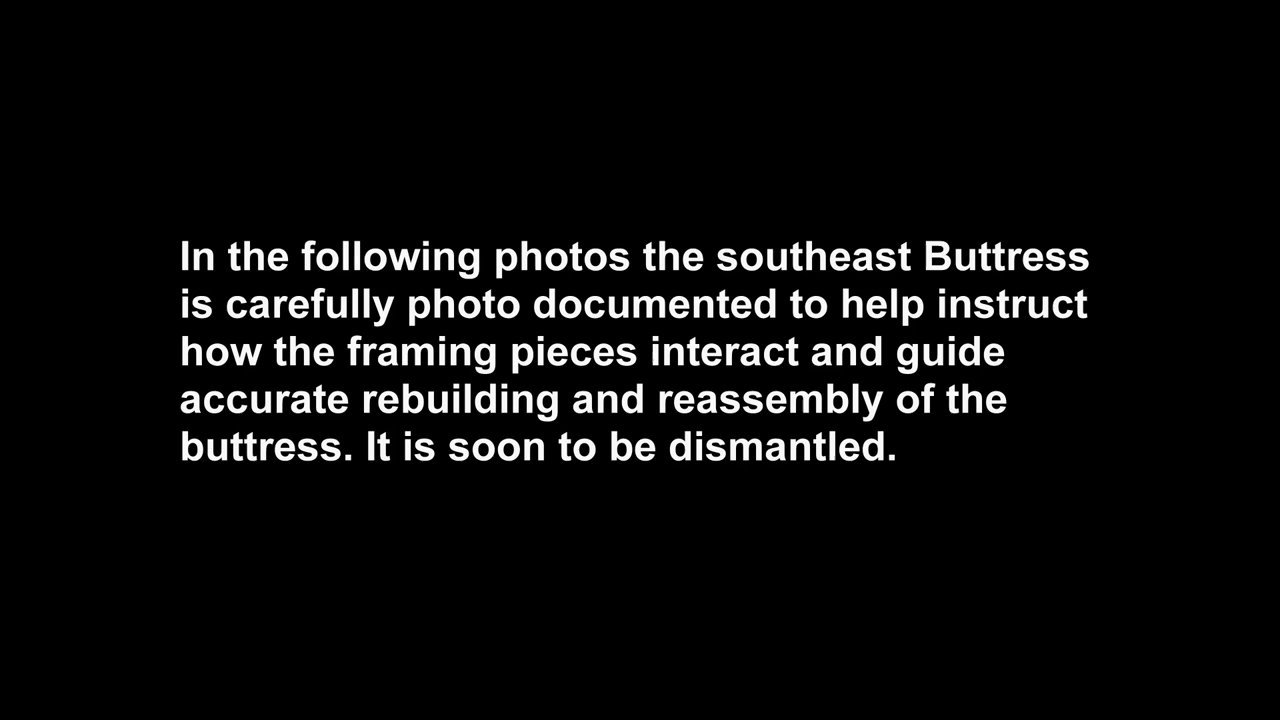 In the following photos the southeast Buttress
is carefully photo documented to help instruct
how the framing pieces interact and guide
accurate rebuilding and reassembly of the
buttress. It is soon to be dismantled.